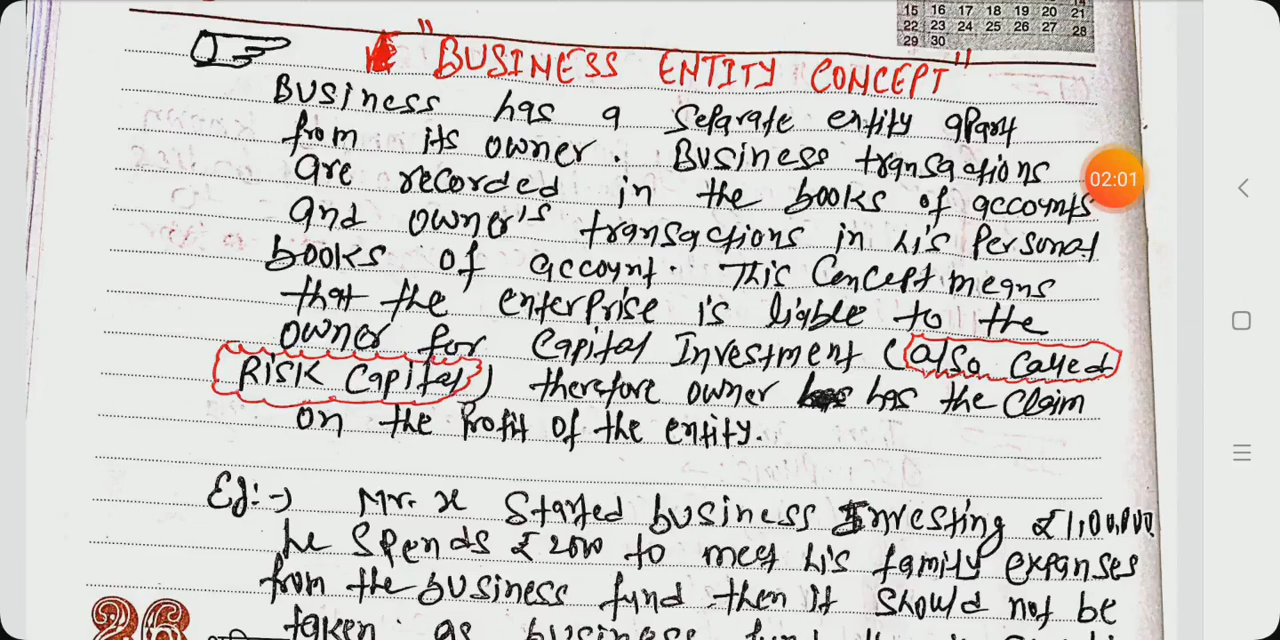 15 16 17 18 19 20 21
22 23 24 25 26 27 28
29 30
"BUSINESS ENTITY CONCEPT"
Business has a separate entity apart
from its owner. Business transactions
are recorded in the books of accounts
and owner's transactions in his personal
books of account. This concept means
that the enterprise is liable to the
owner for capital Investment (also called
RISK Capital) therefore owner has the claim
on the Profit of the entity.
02:01
Eg:-) Mr. x started business Investing ₹1,00,000
he spends ₹2000 to meet his family expanses
from the business fund then it should not be
taken as business
26